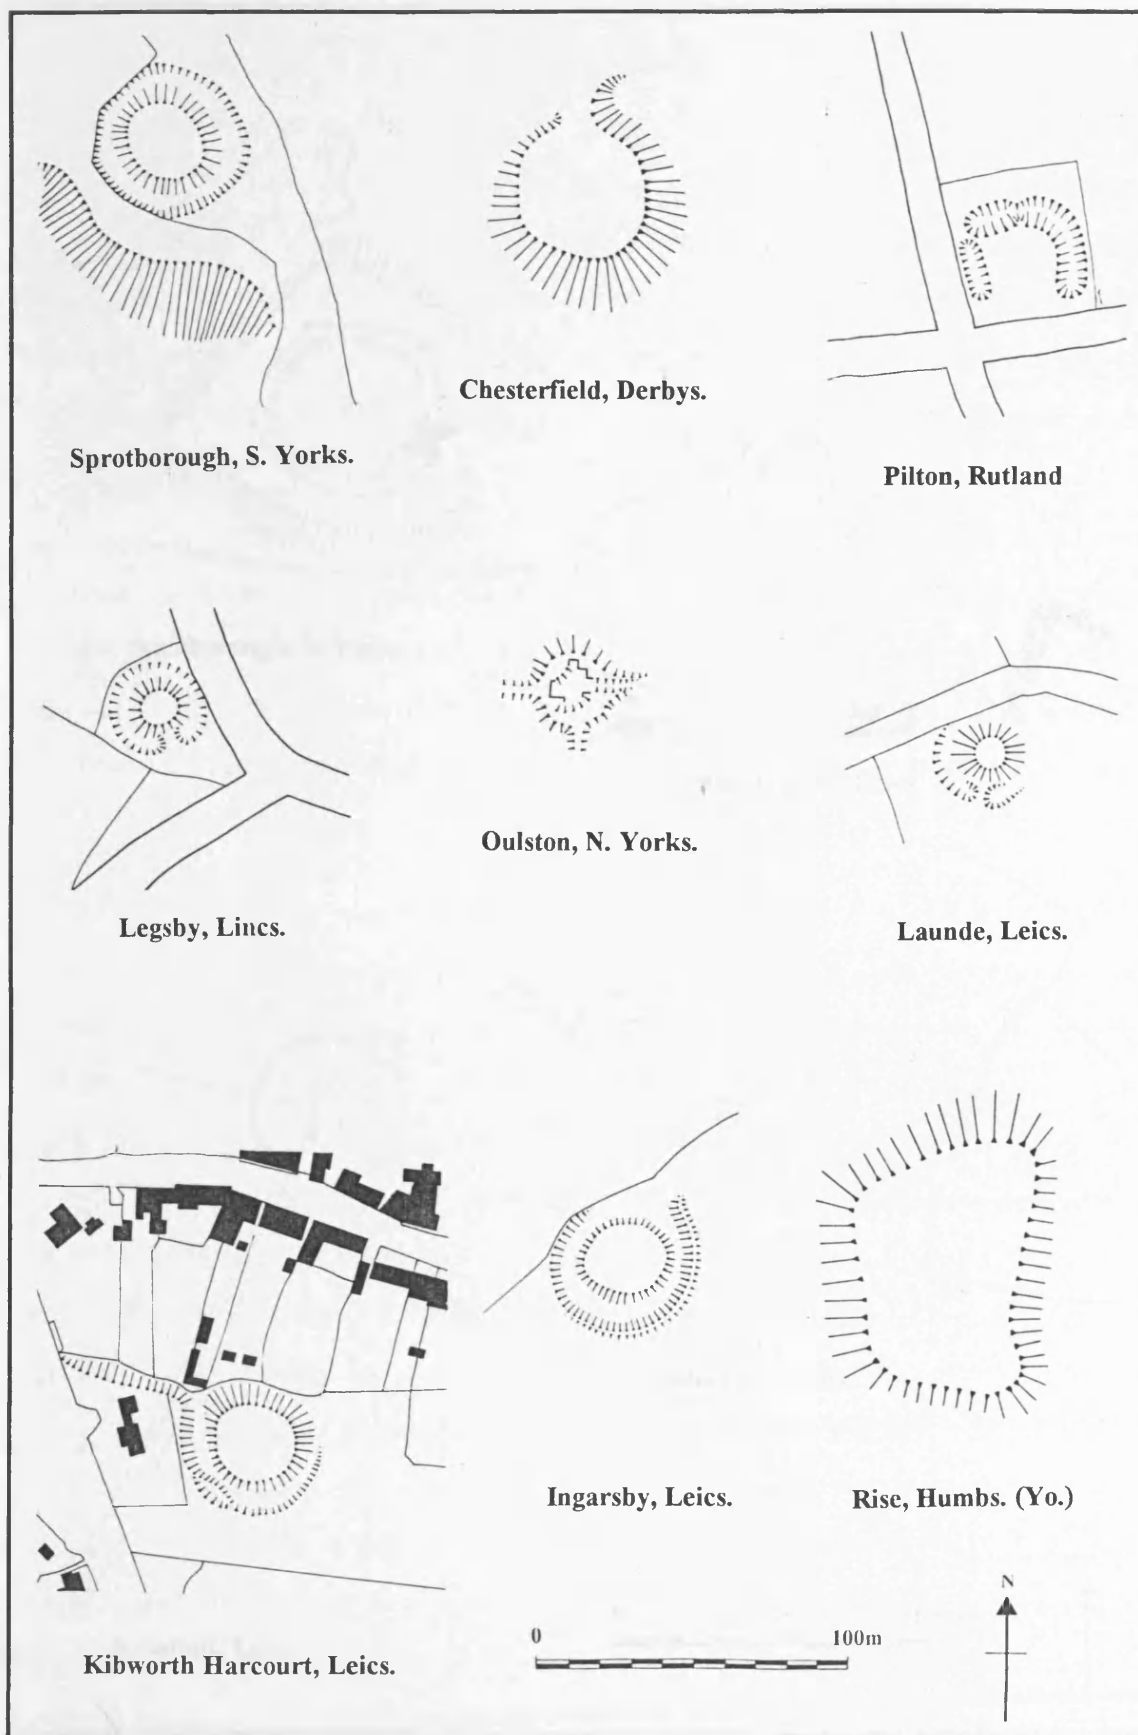 Chesterfield, Derbys.
Sprotborough, S. Yorks.
Pilton, Rutland
Oulston, N. Yorks.
Legsby, Lincs.
Launde, Leics.
Ingarsby, Leics.
Rise, Humbs. (Yo.)
N
0 100m
Kibworth Harcourt, Leics.